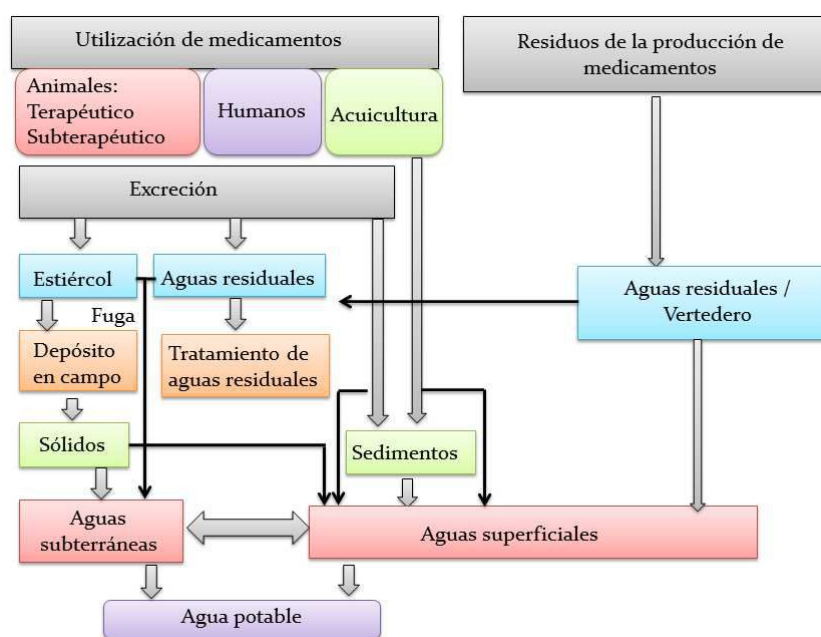 Utilización de medicamentos
Residuos de la producción de
medicamentos
Animales:
Terapéutico
Subterapéutico
Humanos
Acuicultura
Excreción
Estiércol
Aguas residuales
Aguas residuales /
Vertedero
Fuga
Depósito
en campo
Tratamiento de
aguas residuales
Sólidos
Sedimentos
Aguas
subterráneas
Aguas superficiales
Agua potable